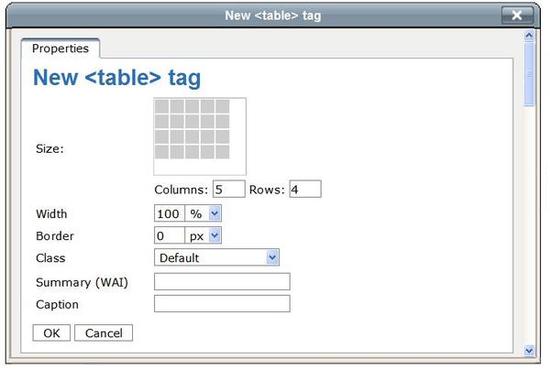 New <table> tag
Properties
New <table> tag
Size:
Columns: 5 Rows: 4
Width 100 %
Border 0 px
Class Default
Summary (WAI)
Caption
OK Cancel